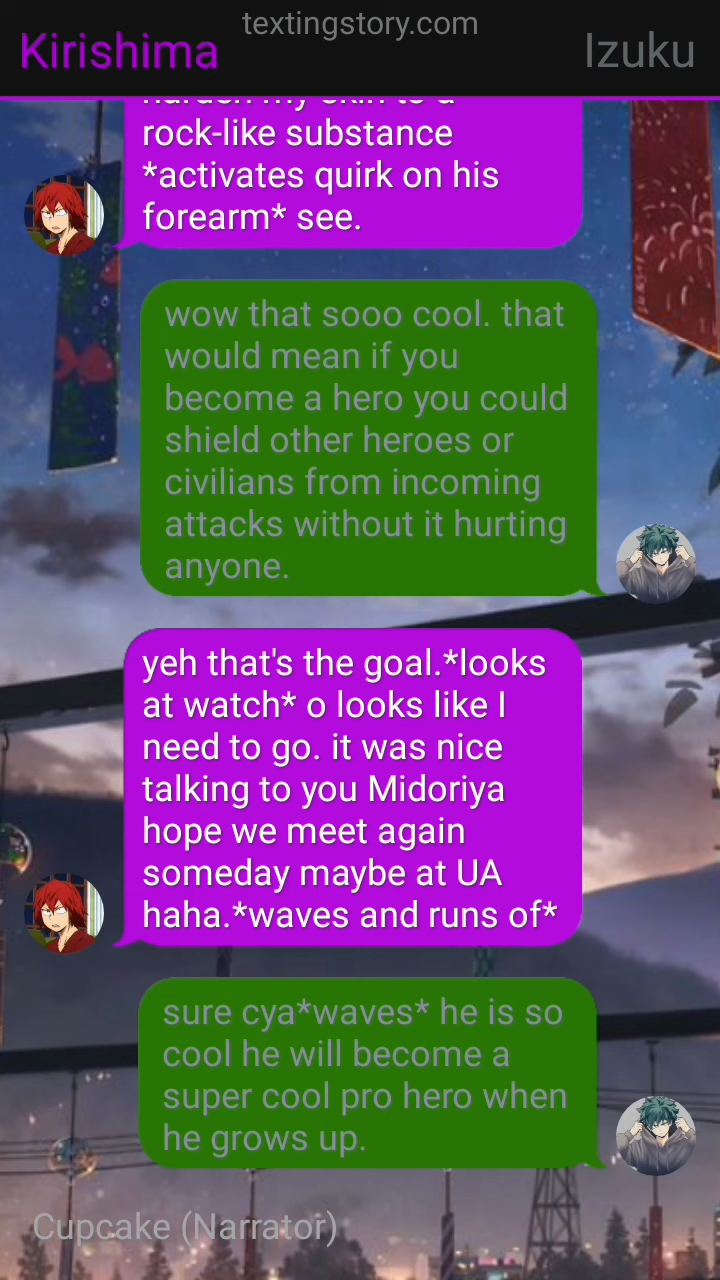 textingstory.com
Kirishima
Izuku
harden my skin to a
rock-like substance
*activates quirk on his
forearm* see.
wow that sooo cool. that
would mean if you
become a hero you could
shield other heroes or
civilians from incoming
attacks without it hurting
anyone.
yeh that's the goal.*looks
at watch* o looks like I
need to go. it was nice
talking to you Midoriya
hope we meet again
someday maybe at UA
haha.*waves and runs of*
sure cya*waves* he is so
cool he will become a
super cool pro hero when
he grows up.
Cupcake (Narrator)